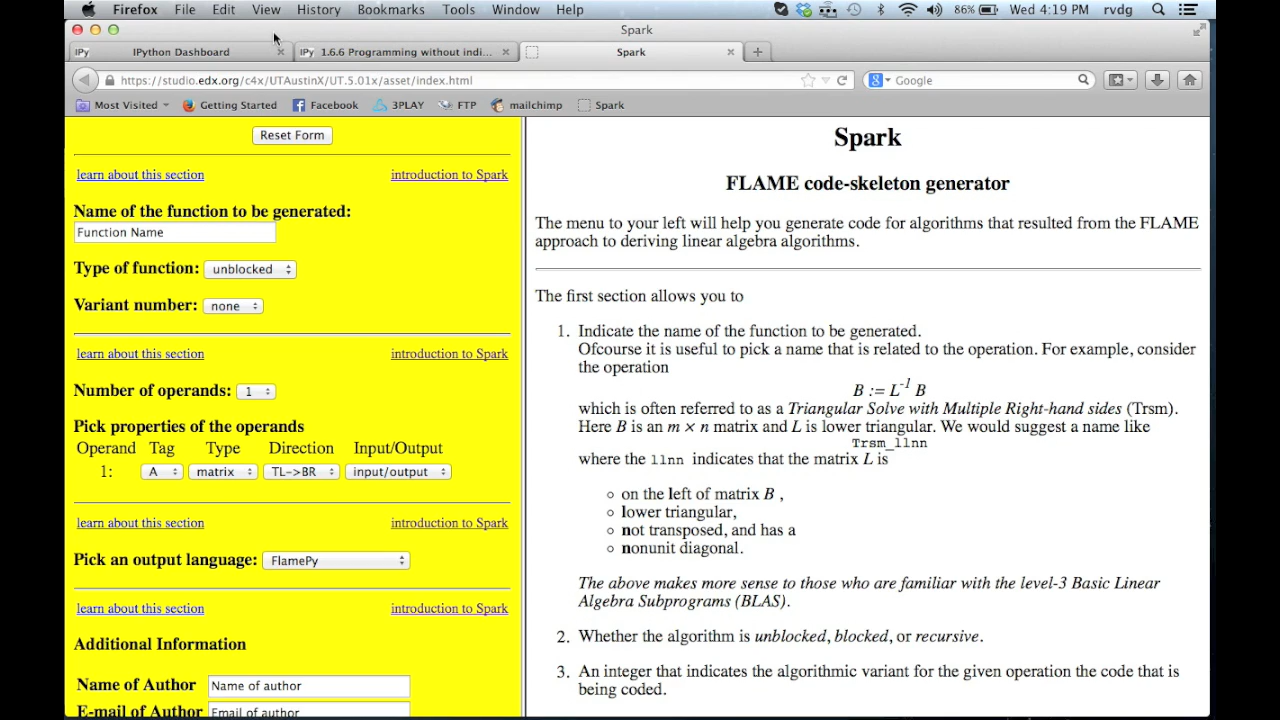 Firefox File Edit View History Bookmarks Tools Window Help 86% Wed 4:19 PM rvdg
Spark
IPy IPython Dashboard IPy 1.6.6 Programming without indi... Spark
https://studio.edx.org/c4x/UTAustinX/UT.5.01x/asset/index.html Google
Most Visited Getting Started Facebook 3PLAY FTP mailchimp Spark
Reset Form
learn about this section introduction to Spark
Name of the function to be generated:
Function Name
Type of function: unblocked
Variant number: none
learn about this section introduction to Spark
Number of operands: 1
Pick properties of the operands
Operand Tag Type Direction Input/Output
1: A matrix TL->BR input/output
learn about this section introduction to Spark
Pick an output language: FlamePy
learn about this section introduction to Spark
Additional Information
Name of Author Name of author
E-mail of Author Email of author
Spark
FLAME code-skeleton generator
The menu to your left will help you generate code for algorithms that resulted from the FLAME
approach to deriving linear algebra algorithms.
The first section allows you to
1. Indicate the name of the function to be generated.
Ofcourse it is useful to pick a name that is related to the operation. For example, consider
the operation
B := L^-1 B
which is often referred to as a Triangular Solve with Multiple Right-hand sides (Trsm).
Here B is an m × n matrix and L is lower triangular. We would suggest a name like
Trsm_llnn
where the llnn indicates that the matrix L is
on the left of matrix B ,
lower triangular,
not transposed, and has a
nonunit diagonal.
The above makes more sense to those who are familiar with the level-3 Basic Linear
Algebra Subprograms (BLAS).
2. Whether the algorithm is unblocked, blocked, or recursive.
3. An integer that indicates the algorithmic variant for the given operation the code that is
being coded.